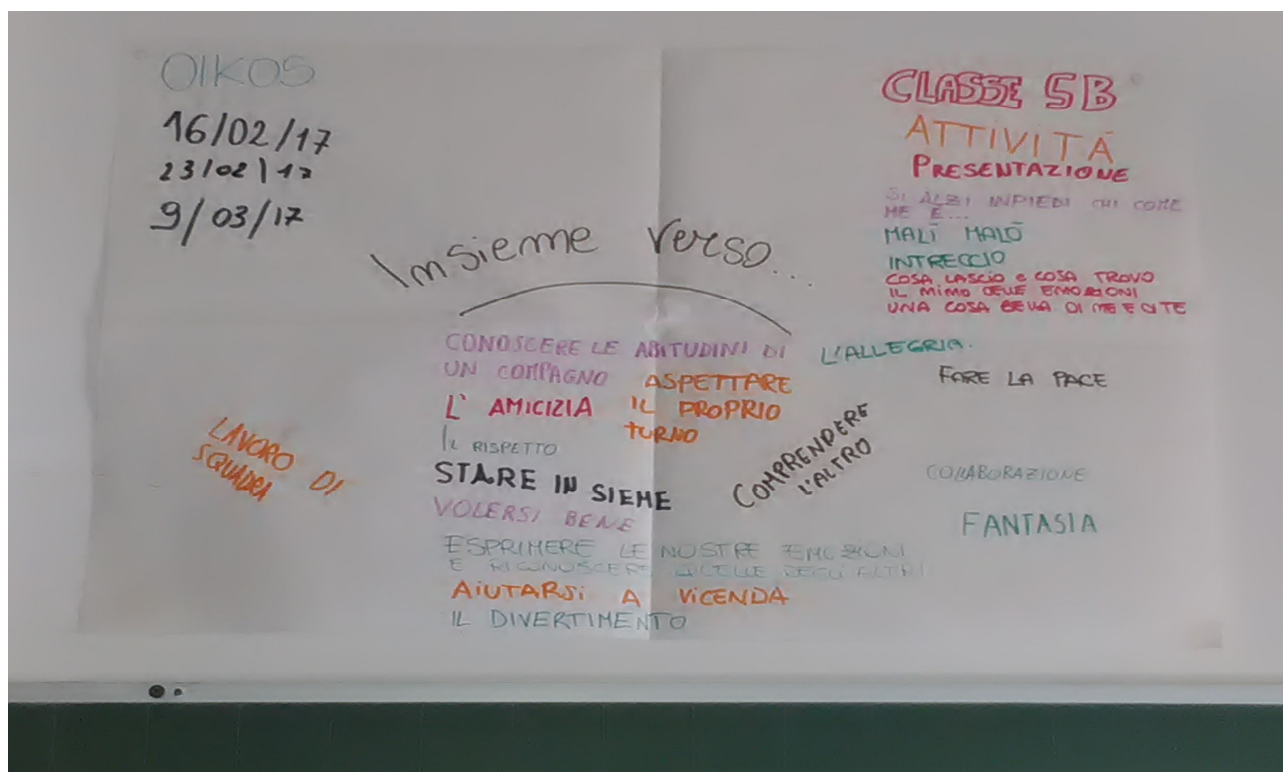 OIKOS
16/02/17
23/02/17
9/03/17
CLASSE 5B
ATTIVITÁ
PRESENTAZIONE
SI ALZI INPIEDI CHI COME
ME È...
MALÌ MALÒ
INTRECCIO
COSA LASCIO e COSA TROVO
IL MIMO DELLE EMOZIONI
UNA COSA BELLA DI ME E DI TE
Insieme verso...
CONOSCERE LE ABITUDINI DI
UN COMPAGNO
ASPETTARE
IL PROPRIO
TURNO
L'ALLEGRIA.
FARE LA PACE
L'AMICIZIA
IL RISPETTO
LAVORO DI
SQUADRA
STARE IN SIEME
COMPRENDERE
L'ALTRO
COLLABORAZIONE
VOLERSI BENE
FANTASIA
ESPRIMERE LE NOSTRE EMOZIONI
E RICONOSCERE QUELLE DEGLI ALTRI
AIUTARSI A VICENDA
IL DIVERTIMENTO